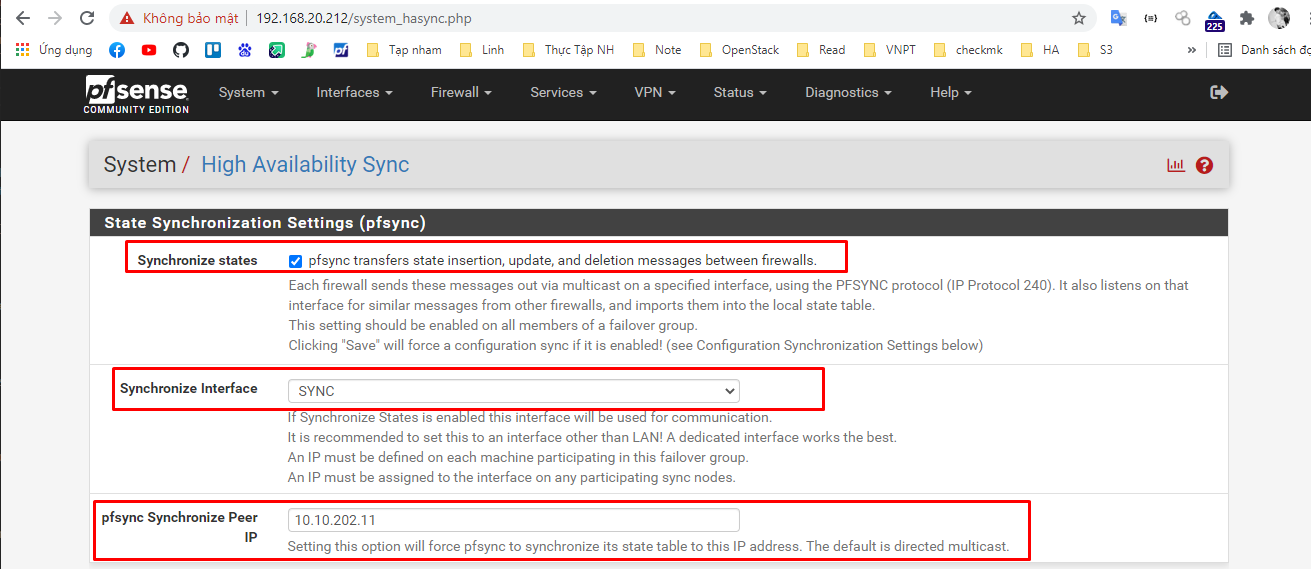 Không bảo mật | 192.168.20.212/system_hasync.php
225
Ứng dụng Tạp nham Linh Thực Tập NH Note OpenStack Read VNPT checkmk HA S3 » Danh sách đọ
pfsense
COMMUNITY EDITION
System Interfaces Firewall Services VPN Status Diagnostics Help
System / High Availability Sync
State Synchronization Settings (pfsync)
Synchronize states pfsync transfers state insertion, update, and deletion messages between firewalls.
Each firewall sends these messages out via multicast on a specified interface, using the PFSYNC protocol (IP Protocol 240). It also listens on that
interface for similar messages from other firewalls, and imports them into the local state table.
This setting should be enabled on all members of a failover group.
Clicking "Save" will force a configuration sync if it is enabled! (see Configuration Synchronization Settings below)
Synchronize Interface SYNC
If Synchronize States is enabled this interface will be used for communication.
It is recommended to set this to an interface other than LAN! A dedicated interface works the best.
An IP must be defined on each machine participating in this failover group.
An IP must be assigned to the interface on any participating sync nodes.
pfsync Synchronize Peer 10.10.202.11
IP
Setting this option will force pfsync to synchronize its state table to this IP address. The default is directed multicast.